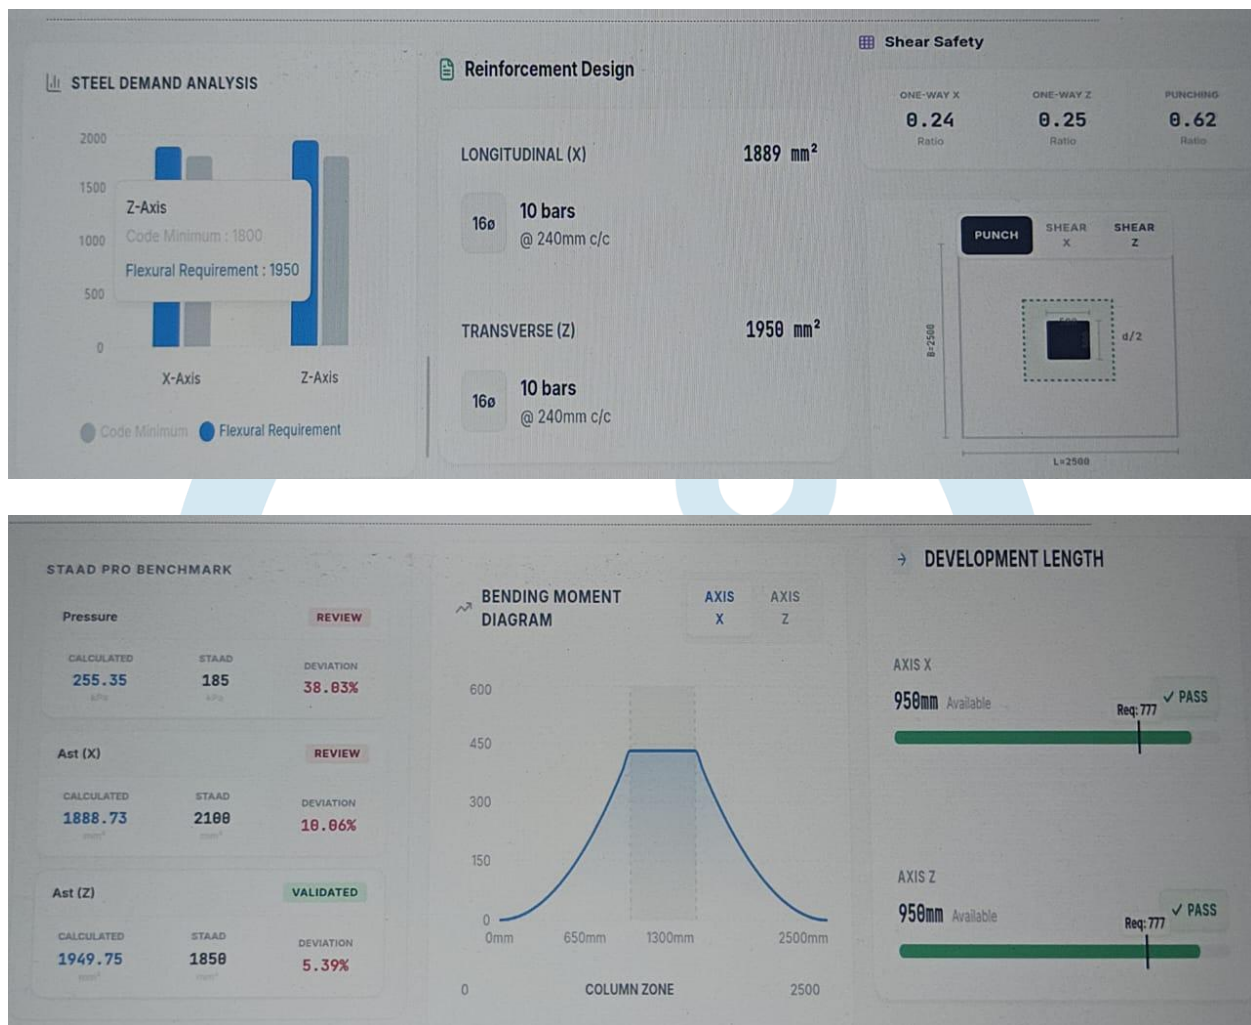 STEEL DEMAND ANALYSIS
2000
1500
1000
500
0
Z-Axis
Code Minimum : 1800
Flexural Requirement : 1950
X-Axis
Z-Axis
Code Minimum
Flexural Requirement
Reinforcement Design
LONGITUDINAL (X)
1889 mm²
16ø
10 bars
@ 240mm c/c
TRANSVERSE (Z)
1950 mm²
16ø
10 bars
@ 240mm c/c
Shear Safety
ONE-WAY X
0.24
Ratio
ONE-WAY Z
0.25
Ratio
PUNCHING
0.62
Ratio
PUNCH
SHEAR
X
SHEAR
Z
d/2
B=2500
L=2500
STAAD PRO BENCHMARK
Pressure
REVIEW
CALCULATED
255.35
kPa
STAAD
185
kPa
DEVIATION
38.03%
Ast (X)
REVIEW
CALCULATED
1888.73
mm²
STAAD
2100
mm²
DEVIATION
10.06%
Ast (Z)
VALIDATED
CALCULATED
1949.75
mm²
STAAD
1850
mm²
DEVIATION
5.39%
BENDING MOMENT
DIAGRAM
AXIS
X
AXIS
Z
600
450
300
150
0
0mm
650mm
1300mm
2500mm
0
COLUMN ZONE
2500
DEVELOPMENT LENGTH
AXIS X
950mm Available
Req: 777
✓ PASS
AXIS Z
950mm Available
Req: 777
✓ PASS